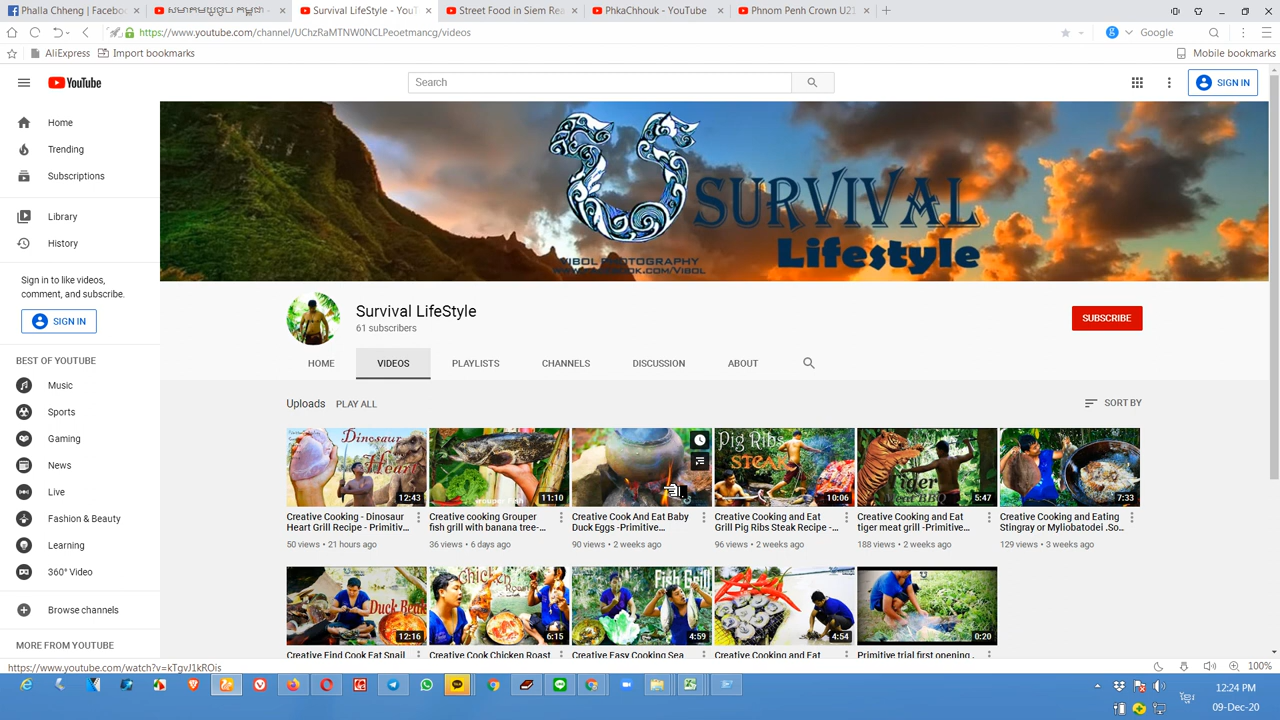 Phalla Chheng | Facebo
Survival LifeStyle - YouT
Street Food in Siem Rea
PkaChhouk - YouTube
Phnom Penh Crown U21
https://www.youtube.com/channel/UChzRaMTNW0NCLPeoetmancg/videos
Google
AliExpress
Import bookmarks
Mobile bookmarks
YouTube
Search
SIGN IN
Home
Trending
Subscriptions
Library
History
Sign in to like videos,
comment, and subscribe.
SIGN IN
BEST OF YOUTUBE
Music
Sports
Gaming
News
Live
Fashion & Beauty
Learning
360° Video
Browse channels
MORE FROM YOUTUBE
SURVIVAL
Lifestyle
VIBOL PHOTOGRAPHY
WWW.FACEBOOK.COM/VIBOL
Survival LifeStyle
61 subscribers
SUBSCRIBE
HOME
VIDEOS
PLAYLISTS
CHANNELS
DISCUSSION
ABOUT
Uploads
PLAY ALL
SORT BY
Dinosaur
Heart
12:43
11:10
Pig Ribs
STEAK
10:06
Tiger
Meat BBQ
5:47
7:33
Creative Cooking - Dinosaur
Heart Grill Recipe - Primitiv...
50 views • 21 hours ago
Creative cooking Grouper
fish grill with banana tree-...
36 views • 6 days ago
Creative Cook And Eat Baby
Duck Eggs -Primitive...
90 views • 2 weeks ago
Creative Cooking and Eat
Grill Pig Ribs Steak Recipe -...
96 views • 2 weeks ago
Creative Cooking and Eat
tiger meat grill -Primitive...
188 views • 2 weeks ago
Creative Cooking and Eating
Stingray or Myliobatodei .So...
129 views • 3 weeks ago
12:16
Chicken
Roast
6:15
Fish Grill
4:59
4:54
0:20
Creative Find Cook Eat Snail
Creative Cook Chicken Roast
Creative Easy Cooking Sea
Creative Cooking and Eat
Primitive trial first opening .
https://www.youtube.com/watch?v=kTgvJ1kROis
100%
12:24 PM
09-Dec-20